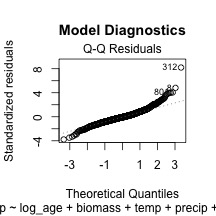 Model Diagnostics
Q-Q Residuals
Standardized residuals
8
4
0
-4
312
-3
-1
1
2
3
Theoretical Quantiles
p ~ log_age + biomass + temp + precip +